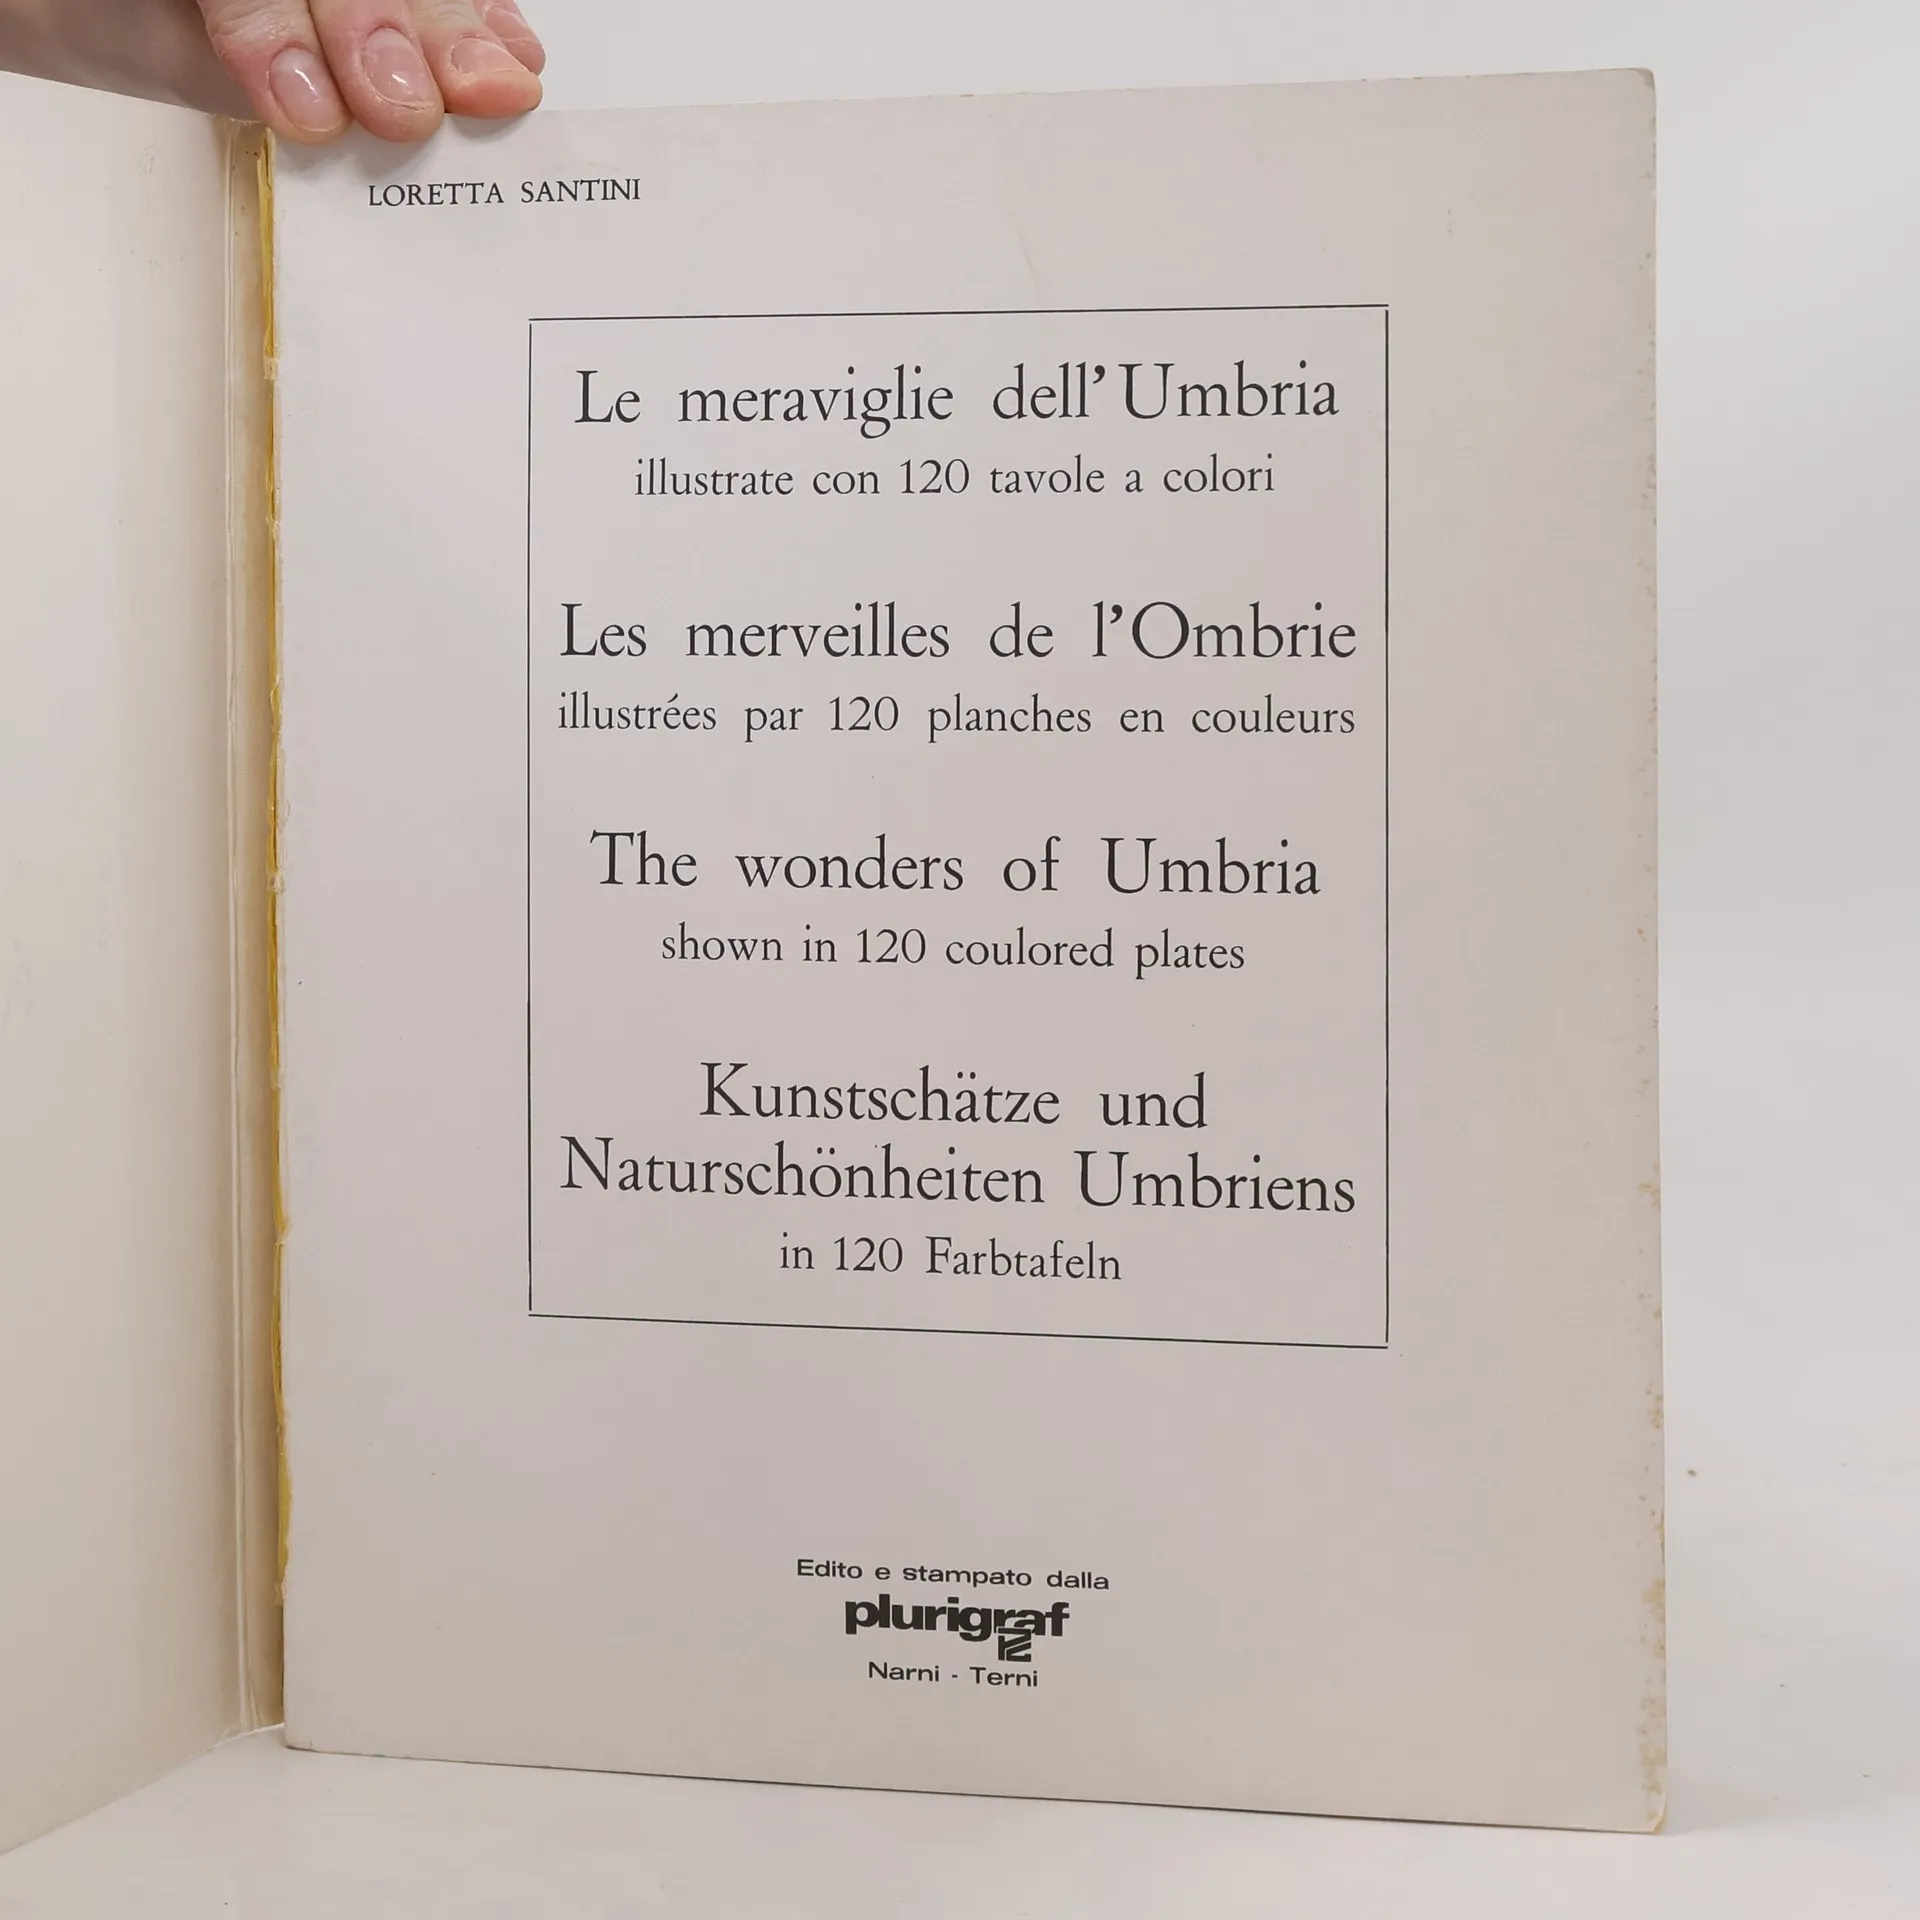 LORETTA SANTINI
Le meraviglie dell'Umbria
illustrate con 120 tavole a colori
Les merveilles de l'Ombrie
illustrées par 120 planches en couleurs
The wonders of Umbria
shown in 120 coulored plates
Kunstschätze und
Naturschönheiten Umbriens
in 120 Farbtafeln
Edito e stampato dalla
plurigraf
Narni - Terni